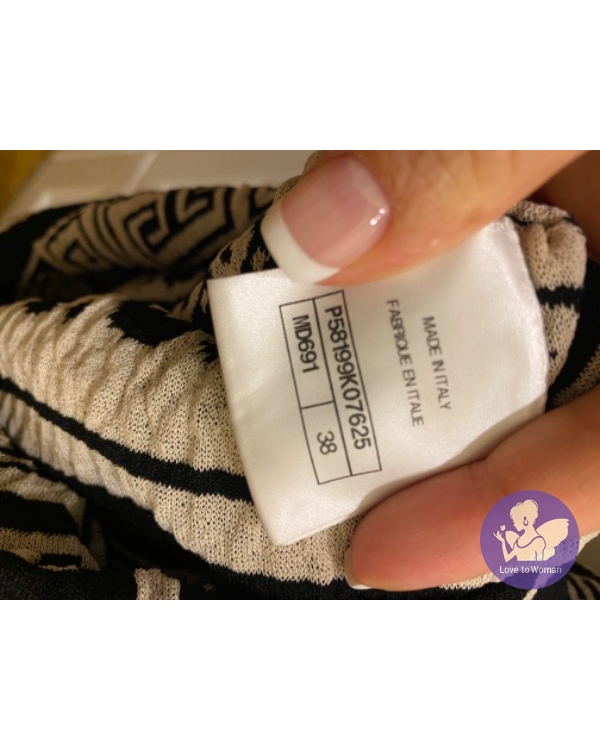 MADE IN ITALY
FABRIQUE EN ITALIE
P58199K07625
MD691
38
Love to Woman